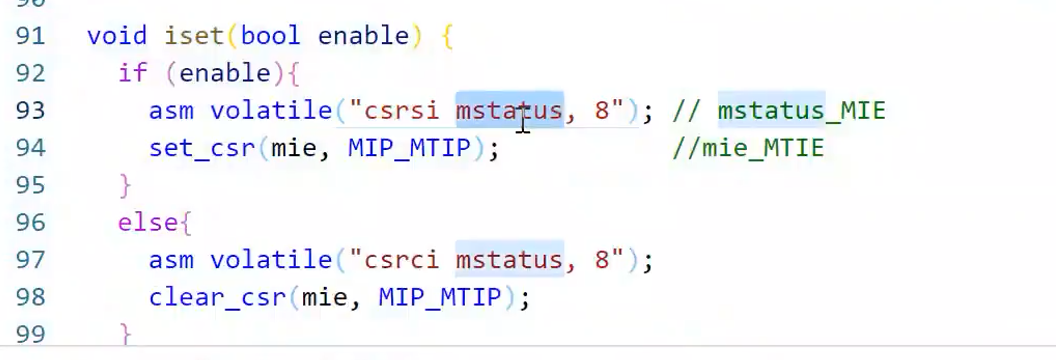 91 void iset(bool enable) {
92 if (enable){
93 asm volatile("csrsi mstatus, 8"); // mstatus_MIE
94 set_csr(mie, MIP_MTIP); //mie_MTIE
95 }
96 else{
97 asm volatile("csrci mstatus, 8");
98 clear_csr(mie, MIP_MTIP);
99 }